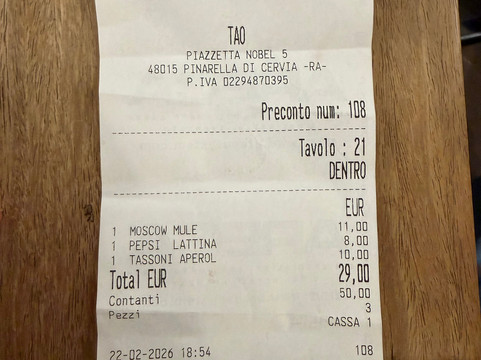 TAO
PIAZZETTA NOBEL 5
48015 PINARELLA DI CERVIA -RA-
P.IVA 02294870395
Preconto num: 108
Tavolo : 21
DENTRO
EUR
1 MOSCOW MULE 11,00
1 PEPSI LATTINA 8,00
1 TASSONI APEROL 10,00
Total EUR 29,00
Contanti 50,00
Pezzi 3
CASSA 1
22-02-2026 18:54 108